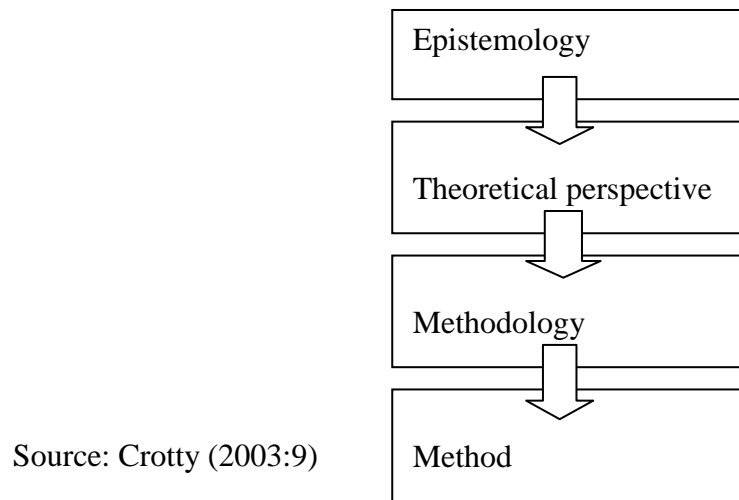 Epistemology
Theoretical perspective
Methodology
Source: Crotty (2003:9) Method